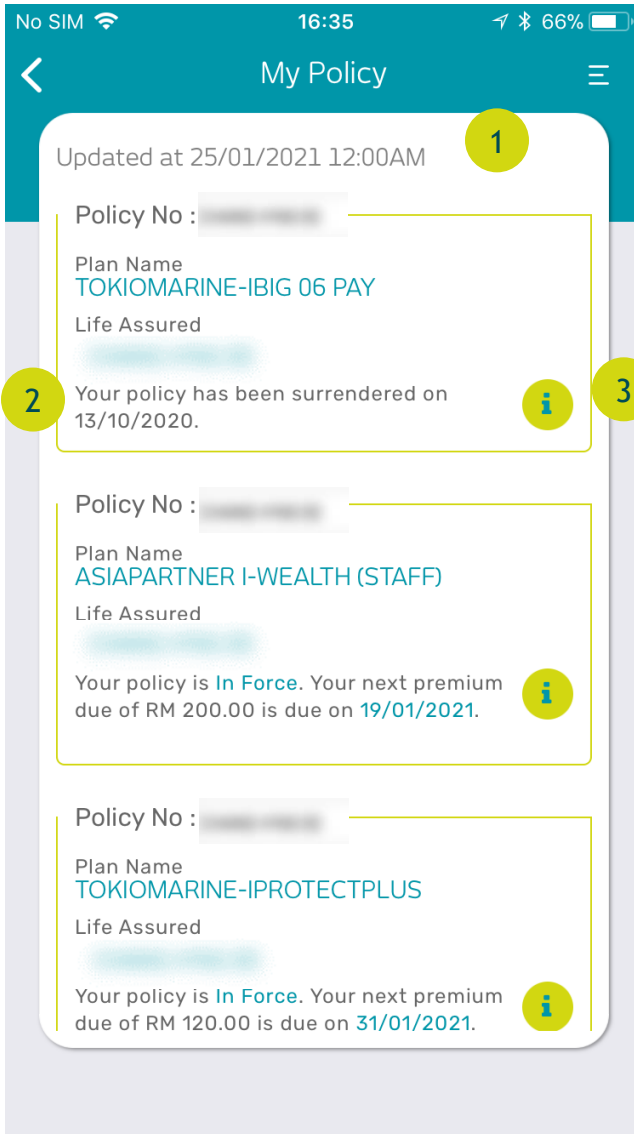 No SIM 16:35 66%
My Policy
1
Updated at 25/01/2021 12:00AM
Policy No :
Plan Name
TOKIOMARINE-IBIG 06 PAY
Life Assured
2
Your policy has been surrendered on
13/10/2020.
i
3
Policy No :
Plan Name
ASIAPARTNER I-WEALTH (STAFF)
Life Assured
Your policy is In Force. Your next premium
due of RM 200.00 is due on 19/01/2021.
i
Policy No :
Plan Name
TOKIOMARINE-IPROTECTPLUS
Life Assured
Your policy is In Force. Your next premium
due of RM 120.00 is due on 31/01/2021.
i